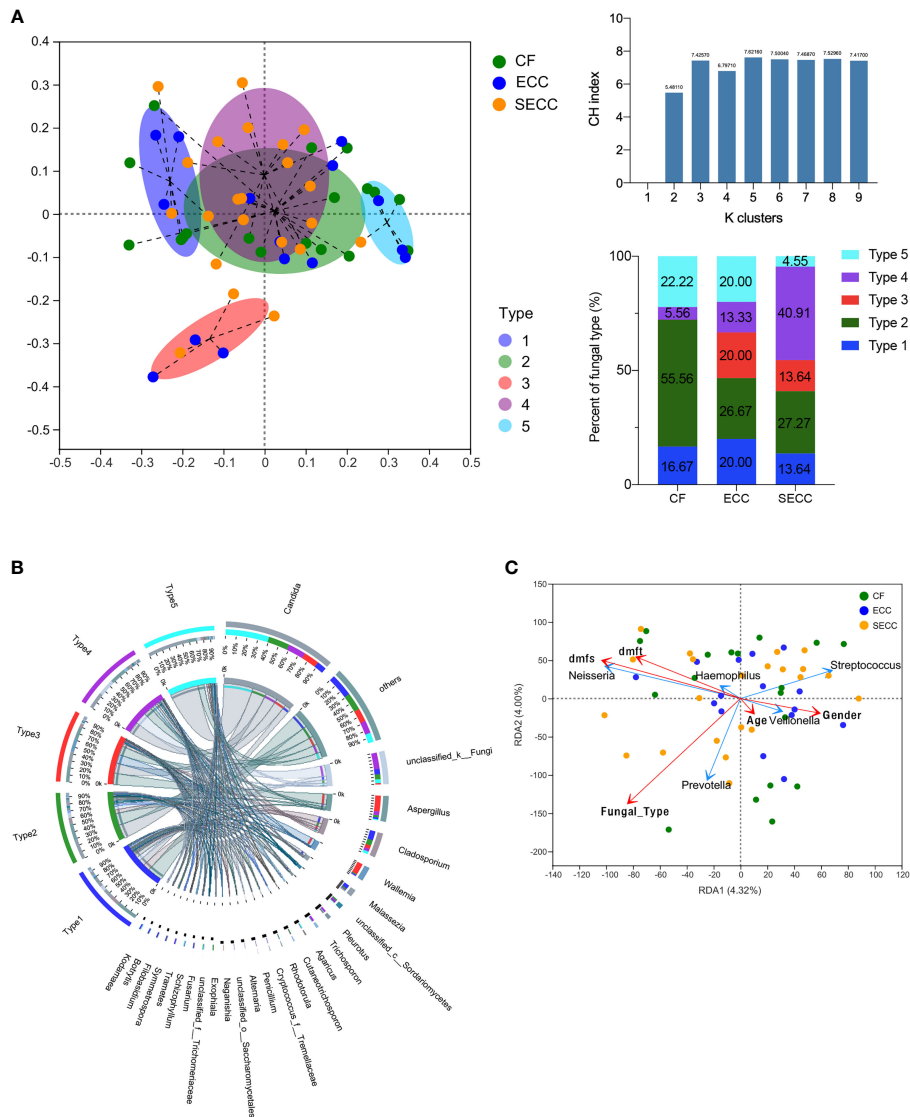 A
0.4
0.3
0.2
0.1
0
-0.1
-0.2
-0.3
-0.4
-0.5
-0.5
-0.4
-0.3
-0.2
-0.1
0
0.1
0.2
0.3
0.4
0.5
CF
ECC
SECC
Type
1
2
3
4
5
CH index
10
8
6
4
2
0
5.48110
7.42570
6.79710
7.62160
7.50040
7.46870
7.52960
7.41700
1 2 3 4 5 6 7 8 9
K clusters
Percent of fungal type (%)
100
50
0
22.22
5.56
55.56
16.67
20.00
13.33
20.00
26.67
20.00
4.55
40.91
13.64
27.27
13.64
CF ECC SECC
Type 5
Type 4
Type 3
Type 2
Type 1
B
Type5
Type4
Type3
Type2
Type1
Candida
others
unclassified_k__Fungi
Aspergillus
Cladosporium
Wallemia
Malassezia
unclassified_c__Sordariomycetes
Pleurotus
Trichosporon
Agaricus
Cutaneotrichosporon
Rhodotorula
Cryptococcus_f__Tremellaceae
Penicillium
Alternaria
unclassified_o__Saccharomycetales
Naganishia
Exophiala
unclassified_f__Trichomeriaceae
Fusarium
Schizophyllum
Trametes
Symmetrospora
Filobasidium
Botrytis
Kodamaea
C
RDA2 (4.00%)
150
100
50
0
-50
-100
-150
-200
-140 -120 -100 -80 -60 -40 -20 0 20 40 60 80 100 120
RDA1 (4.32%)
CF
ECC
SECC
dmfs
dmft
Neisseria
Haemophilus
Streptococcus
Age
Veillonella
Gender
Prevotella
Fungal_Type